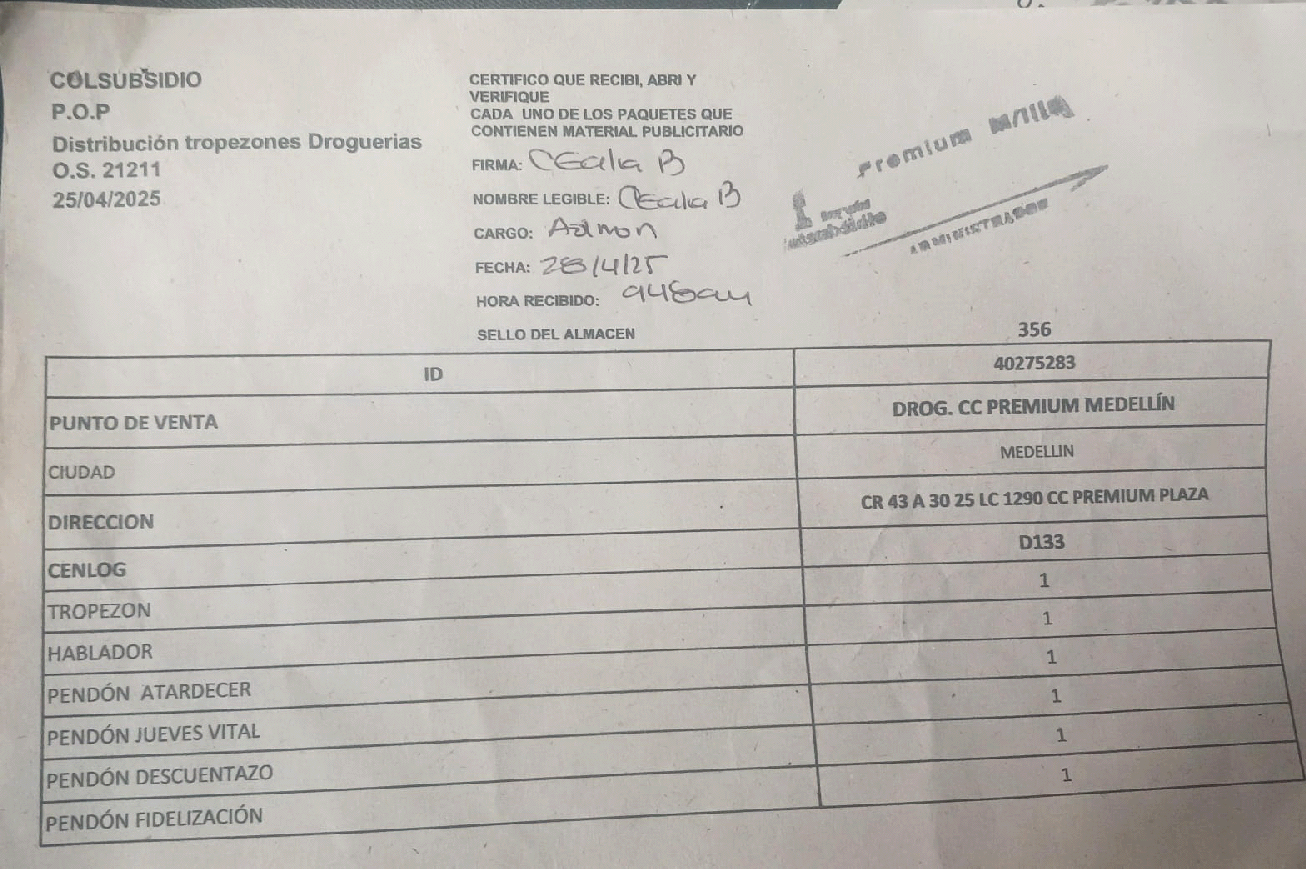 COLSUBSIDIO
P.O.P
Distribución tropezones Droguerias
O.S. 21211
25/04/2025
CERTIFICO QUE RECIBI, ABRI Y
VERIFIQUE
CADA UNO DE LOS PAQUETES QUE
CONTIENEN MATERIAL PUBLICITARIO
FIRMA: Cecilia B
NOMBRE LEGIBLE: Cecilia B
CARGO: Admon
FECHA: 28/4/25
HORA RECIBIDO: 948am
SELLO DEL ALMACEN
Premium
ADMINISTRADOR
356
ID 40275283
PUNTO DE VENTA DROG. CC PREMIUM MEDELLÍN
CIUDAD MEDELLIN
DIRECCION CR 43 A 30 25 LC 1290 CC PREMIUM PLAZA
CENLOG D133
TROPEZON 1
HABLADOR 1
PENDÓN ATARDECER 1
PENDÓN JUEVES VITAL 1
PENDÓN DESCUENTAZO 1
PENDÓN FIDELIZACIÓN 1